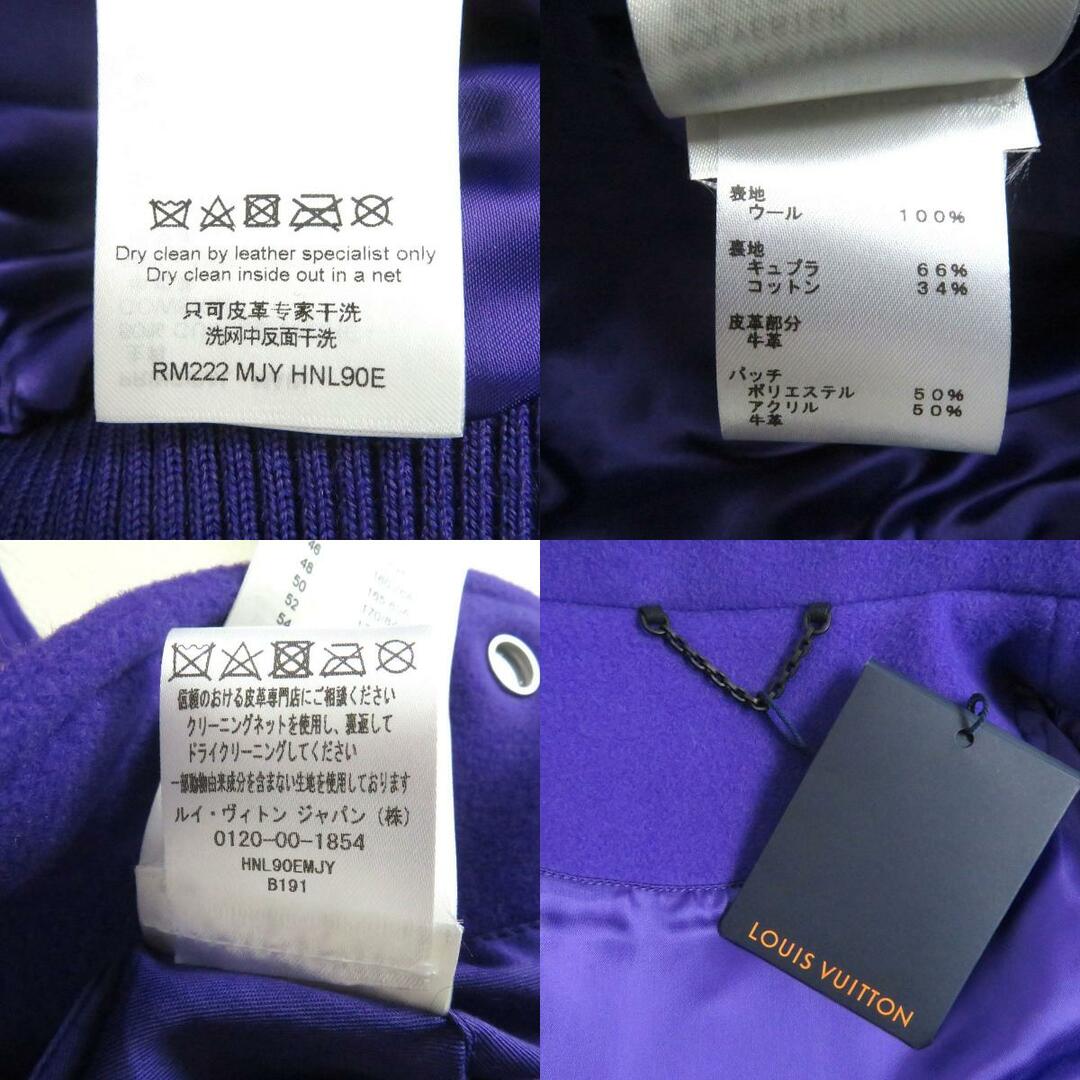 Dry clean by leather specialist only
Dry clean inside out in a net
只可皮革专家干洗
洗网中反面干洗
RM222 MJY HNL90E
表地
ウール 100%
裏地
キュプラ 66%
コットン 34%
皮革部分
牛革
パッチ
ポリエステル 50%
アクリル 50%
牛革
46
48
50
52
54
信頼のおける皮革専門店にご相談ください
クリーニングネットを使用し、裏返して
ドライクリーニングしてください
一部動物由来成分を含まない生地を使用しております
ルイ・ヴィトン ジャパン (株)
0120-00-1854
HNL90EMJY
B191
LOUIS VUITTON